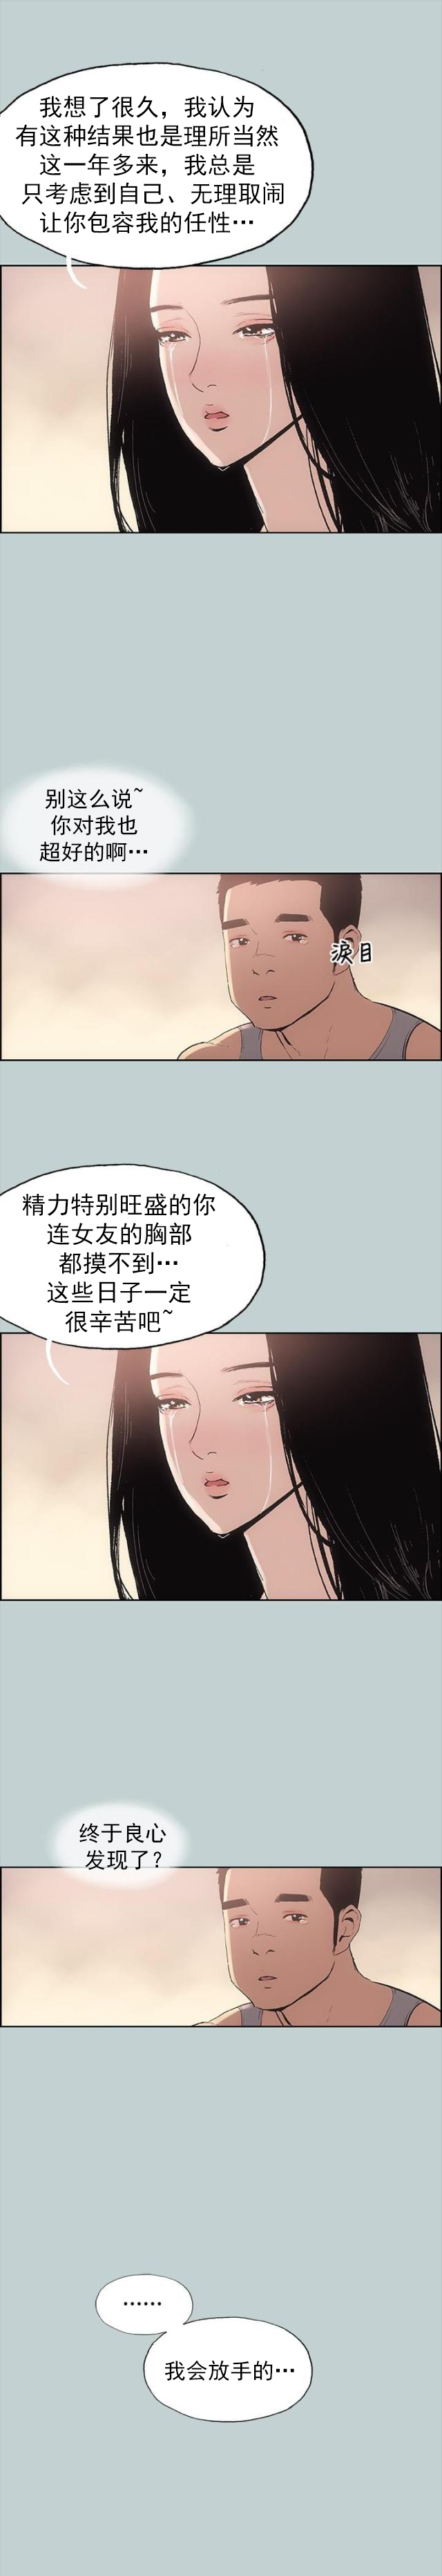 我想了很久，我认为
有这种结果也是理所当然
这一年多来，我总是
只考虑到自己、无理取闹
让你包容我的任性…
别这么说~
你对我也
超好的啊…
涙目
精力特别旺盛的你
连女友的胸部
都摸不到…
这些日子一定
很辛苦吧~
终于良心
发现了？
……
我会放手的…